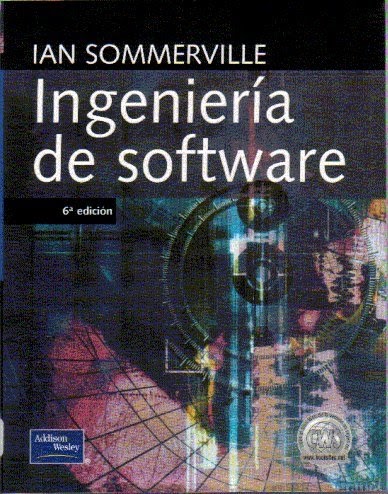 IAN SOMMERVILLE
Ingeniería
de software
6ª edición
Addison
Wesley
®